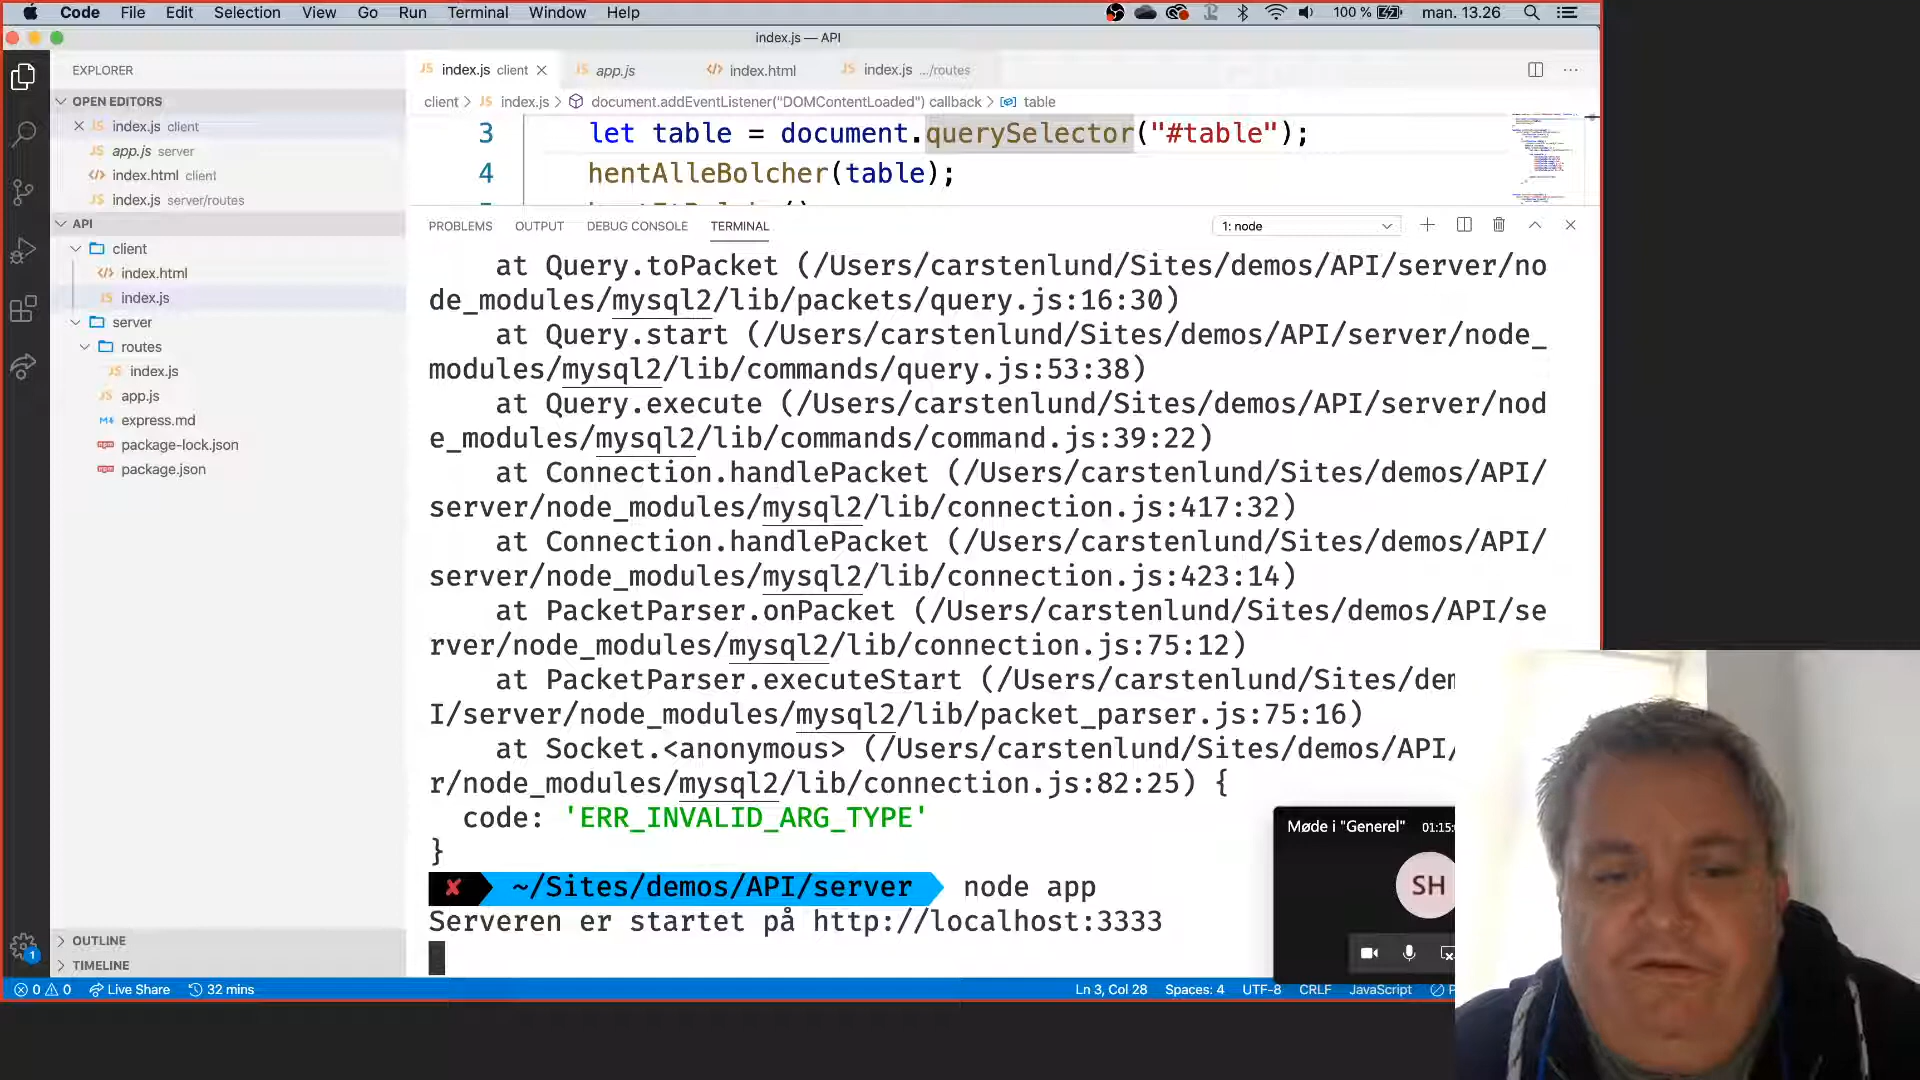 Code File Edit Selection View Go Run Terminal Window Help 100 % man. 13.26
index.js — API
EXPLORER
index.js client
app.js
index.html
index.js .../routes
OPEN EDITORS
client > index.js > document.addEventListener("DOMContentLoaded") callback > table
index.js client
app.js server
index.html client
index.js server/routes
3 let table = document.querySelector("#table");
4 hentAlleBolcher(table);
API
client
index.html
index.js
server
routes
index.js
app.js
express.md
package-lock.json
package.json
PROBLEMS OUTPUT DEBUG CONSOLE TERMINAL 1: node
at Query.toPacket (/Users/carstenlund/Sites/demos/API/server/no
de_modules/mysql2/lib/packets/query.js:16:30)
at Query.start (/Users/carstenlund/Sites/demos/API/server/node_
modules/mysql2/lib/commands/query.js:53:38)
at Query.execute (/Users/carstenlund/Sites/demos/API/server/nod
e_modules/mysql2/lib/commands/command.js:39:22)
at Connection.handlePacket (/Users/carstenlund/Sites/demos/API/
server/node_modules/mysql2/lib/connection.js:417:32)
at Connection.handlePacket (/Users/carstenlund/Sites/demos/API/
server/node_modules/mysql2/lib/connection.js:423:14)
at PacketParser.onPacket (/Users/carstenlund/Sites/demos/API/se
rver/node_modules/mysql2/lib/connection.js:75:12)
at PacketParser.executeStart (/Users/carstenlund/Sites/dem
I/server/node_modules/mysql2/lib/packet_parser.js:75:16)
at Socket.<anonymous> (/Users/carstenlund/Sites/demos/API/
r/node_modules/mysql2/lib/connection.js:82:25) {
code: 'ERR_INVALID_ARG_TYPE'
}
✘ ~/Sites/demos/API/server node app
Serveren er startet på http://localhost:3333
Møde i "Generel" 01:15:
SH
OUTLINE
TIMELINE
1
0 0 Live Share 32 mins Ln 3, Col 28 Spaces: 4 UTF-8 CRLF JavaScript